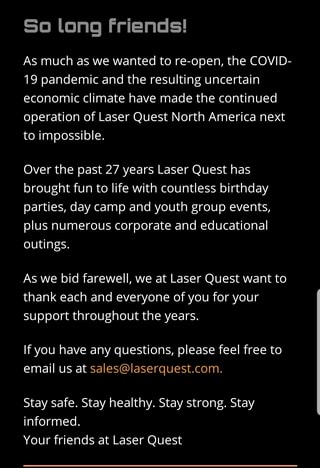 So long friends!
As much as we wanted to re-open, the COVID-
19 pandemic and the resulting uncertain
economic climate have made the continued
operation of Laser Quest North America next
to impossible.
Over the past 27 years Laser Quest has
brought fun to life with countless birthday
parties, day camp and youth group events,
plus numerous corporate and educational
outings.
As we bid farewell, we at Laser Quest want to
thank each and everyone of you for your
support throughout the years.
If you have any questions, please feel free to
email us at sales@laserquest.com.
Stay safe. Stay healthy. Stay strong. Stay
informed.
Your friends at Laser Quest